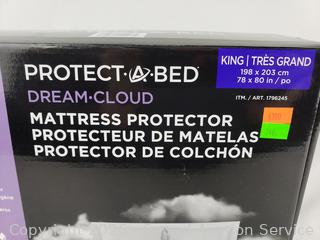 KING | TRÈS GRAND
198 x 203 cm
78 x 80 in / po
PROTECT·A·BED
ITM. / ART. 1796245
DREAM·CLOUD
MATTRESS PROTECTOR
PROTECTEUR DE MATELAS
PROTECTOR DE COLCHÓN